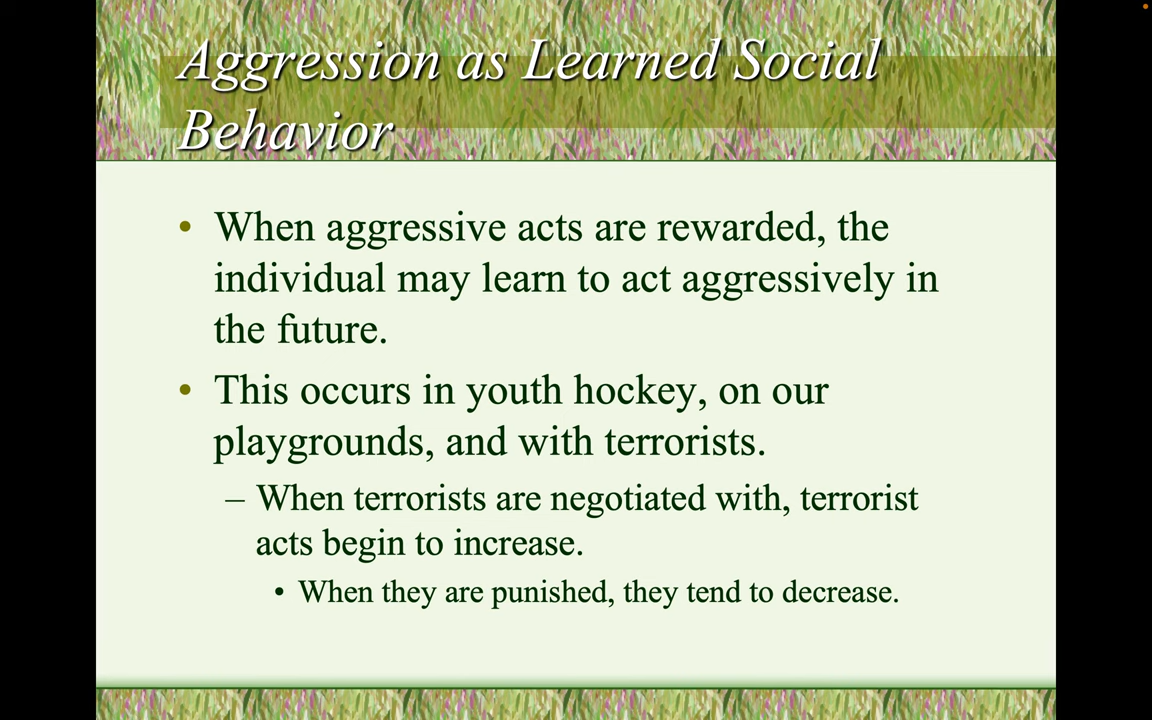 Aggression as Learned Social
Behavior
• When aggressive acts are rewarded, the
individual may learn to act aggressively in
the future.
• This occurs in youth hockey, on our
playgrounds, and with terrorists.
– When terrorists are negotiated with, terrorist
acts begin to increase.
• When they are punished, they tend to decrease.